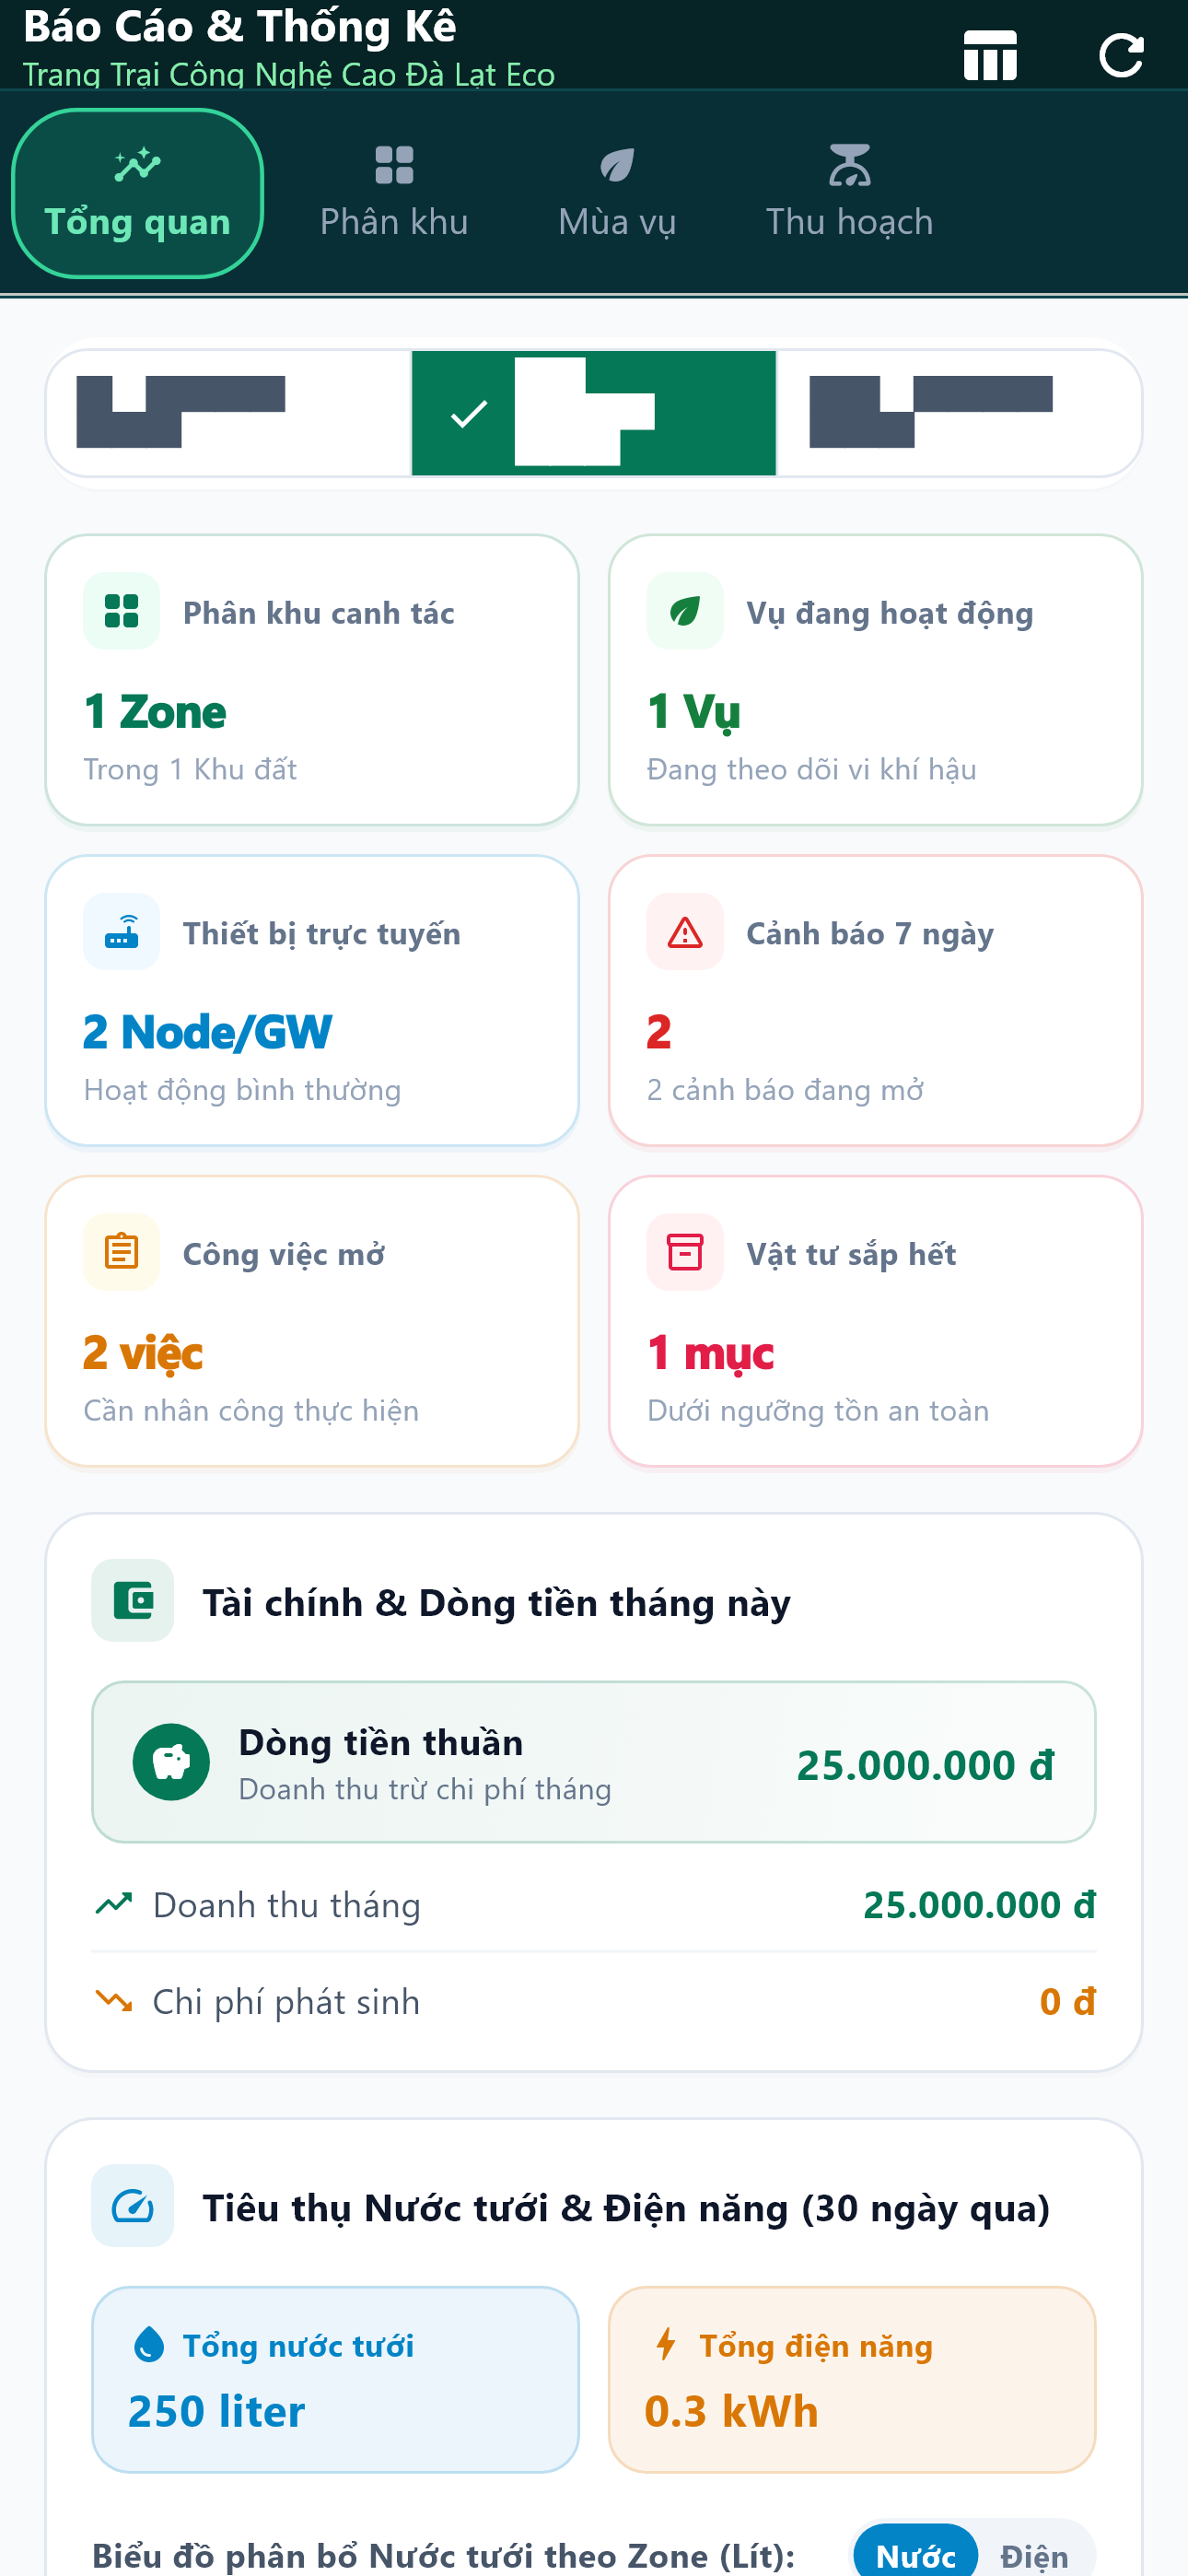 Báo Cáo & Thống Kê
Trang Trại Công Nghệ Cao Đà Lạt Eco
Tổng quan
Phân khu
Mùa vụ
Thu hoạch
Phân khu canh tác
1 Zone
Trong 1 Khu đất
Vụ đang hoạt động
1 Vụ
Đang theo dõi vi khí hậu
Thiết bị trực tuyến
2 Node/GW
Hoạt động bình thường
Cảnh báo 7 ngày
2
2 cảnh báo đang mở
Công việc mở
2 việc
Cần nhân công thực hiện
Vật tư sắp hết
1 mục
Dưới ngưỡng tồn an toàn
Tài chính & Dòng tiền tháng này
Dòng tiền thuần
Doanh thu trừ chi phí tháng
25.000.000 đ
Doanh thu tháng
25.000.000 đ
Chi phí phát sinh
0 đ
Tiêu thụ Nước tưới & Điện năng (30 ngày qua)
Tổng nước tưới
250 liter
Tổng điện năng
0.3 kWh
Biểu đồ phân bổ Nước tưới theo Zone (Lít):
Nước
Điện